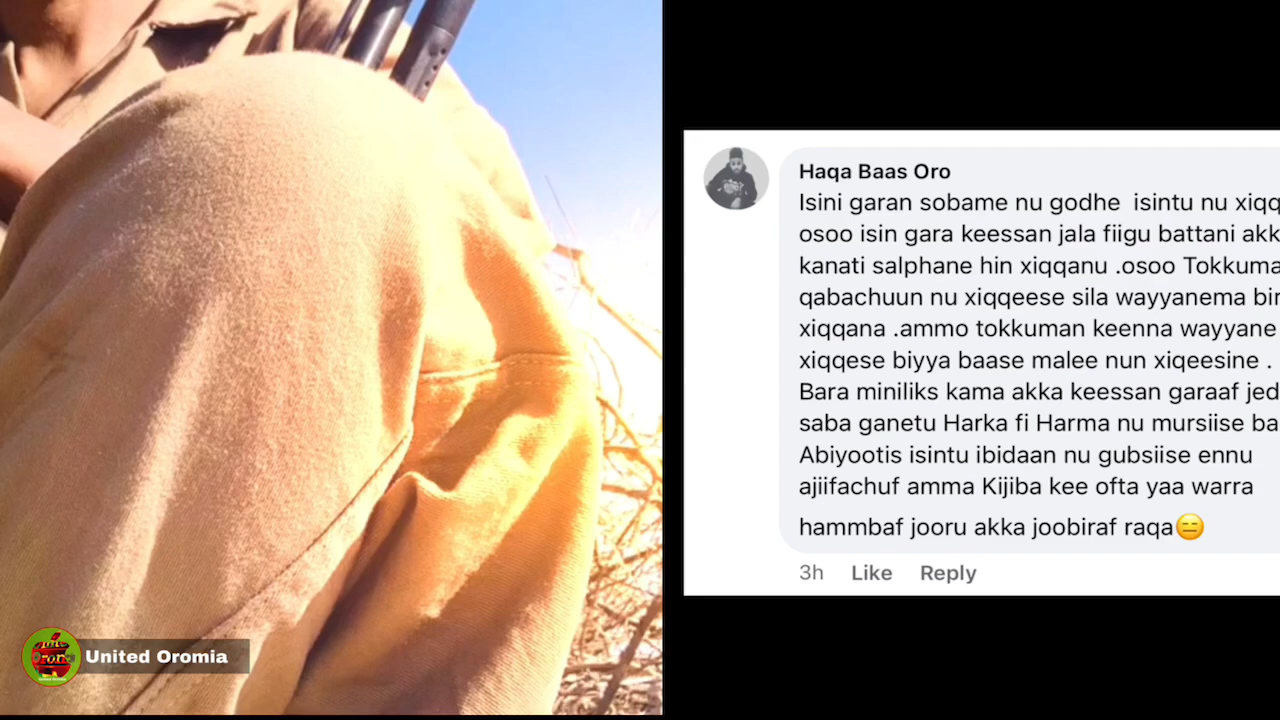 Haqa Baas Oro
Isini garan sobame nu godhe isintu nu xiqq
osoo isin gara keessan jala fiigu battani akk
kanati salphane hin xiqqanu .osoo Tokkuma
qabachuun nu xiqqeese sila wayyanema bir
xiqqana .ammo tokkuman keenna wayyane
xiqqese biyya baase malee nun xiqeesine .
Bara miniliks kama akka keessan garaaf jed
saba ganetu Harka fi Harma nu mursiise ba
Abiyootis isintu ibidaan nu gubsiise ennu
ajiifachuf amma Kijiba kee ofta yaa warra
hammbaf jooru akka joobiraf raqa😑
3h Like Reply
United Oromia